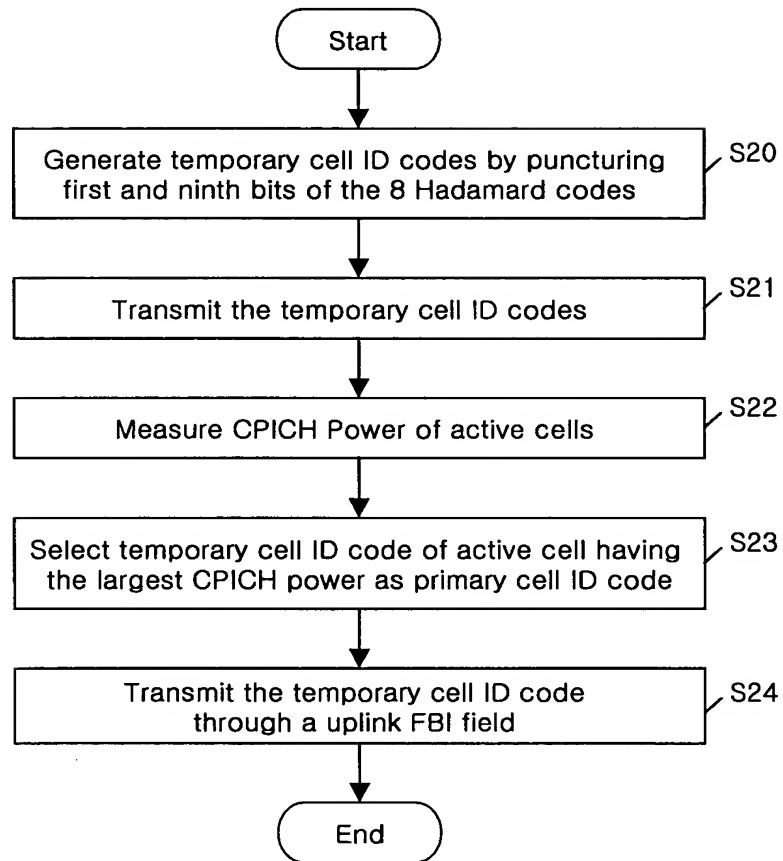 Start
Generate temporary cell ID codes by puncturing
first and ninth bits of the 8 Hadamard codes
S20
Transmit the temporary cell ID codes
S21
Measure CPICH Power of active cells
S22
Select temporary cell ID code of active cell having
the largest CPICH power as primary cell ID code
S23
Transmit the temporary cell ID code
through a uplink FBI field
S24
End